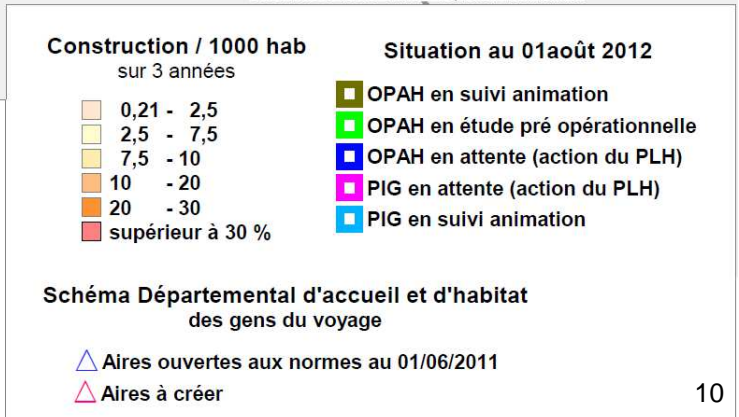 Construction / 1000 hab
sur 3 années
0,21 - 2,5
2,5 - 7,5
7,5 - 10
10 - 20
20 - 30
supérieur à 30 %
Situation au 01août 2012
OPAH en suivi animation
OPAH en étude pré opérationnelle
OPAH en attente (action du PLH)
PIG en attente (action du PLH)
PIG en suivi animation
Schéma Départemental d'accueil et d'habitat
des gens du voyage
Aires ouvertes aux normes au 01/06/2011
Aires à créer
10